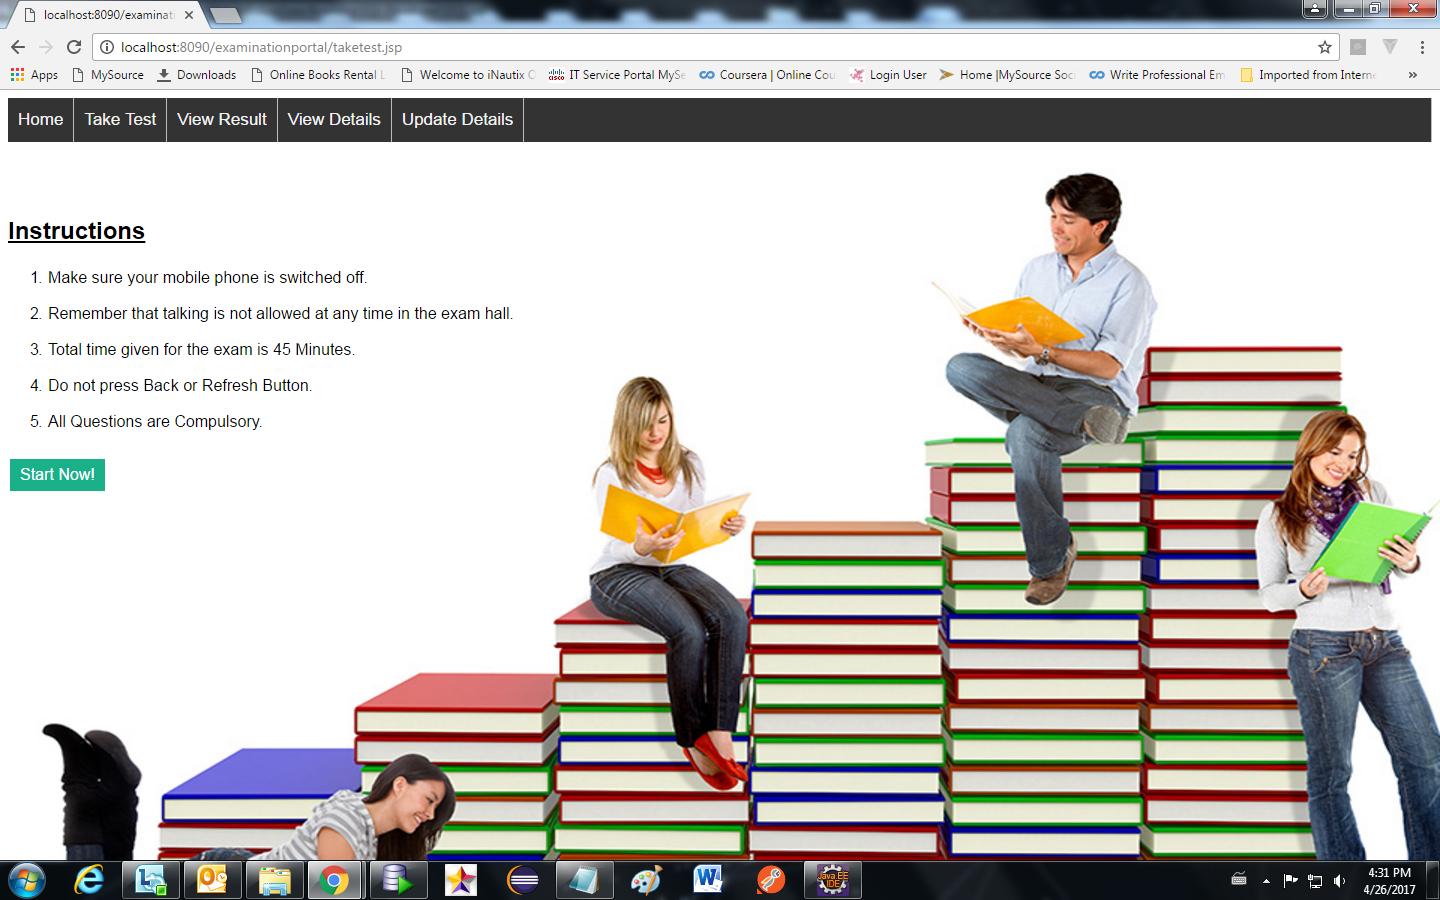 localhost:8090/examinati
localhost:8090/examinationportal/taketest.jsp
Apps MySource Downloads Online Books Rental Welcome to iNautix IT Service Portal MySe Coursera | Online Cou Login User Home |MySource Soc Write Professional Em Imported from Intern »
Home Take Test View Result View Details Update Details
Instructions
1. Make sure your mobile phone is switched off.
2. Remember that talking is not allowed at any time in the exam hall.
3. Total time given for the exam is 45 Minutes.
4. Do not press Back or Refresh Button.
5. All Questions are Compulsory.
Start Now!
Java EE
IDE
4:31 PM
4/26/2017